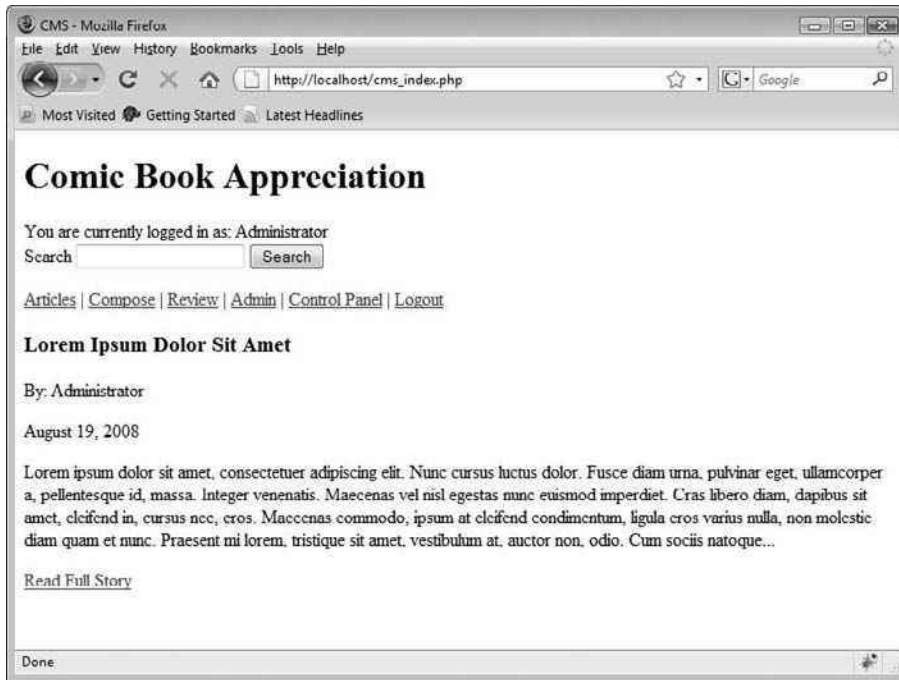 CMS - Mozilla Firefox
File Edit View History Bookmarks Tools Help
http://localhost/cms_index.php
G Google
Most Visited Getting Started Latest Headlines
Comic Book Appreciation
You are currently logged in as: Administrator
Search Search
Articles | Compose | Review | Admin | Control Panel | Logout
Lorem Ipsum Dolor Sit Amet
By: Administrator
August 19, 2008
Lorem ipsum dolor sit amet, consectetuer adipiscing elit. Nunc cursus luctus dolor. Fusce diam urna, pulvinar eget, ullamcorper
a, pellentesque id, massa. Integer venenatis. Maecenas vel nisl egestas nunc euismod imperdiet. Cras libero diam, dapibus sit
amet, eleifend in, cursus nec, eros. Maecenas commodo, ipsum at eleifend condimentum, ligula eros varius nulla, non molestie
diam quam et nunc. Praesent mi lorem, tristique sit amet, vestibulum at, auctor non, odio. Cum sociis natoque...
Read Full Story
Done